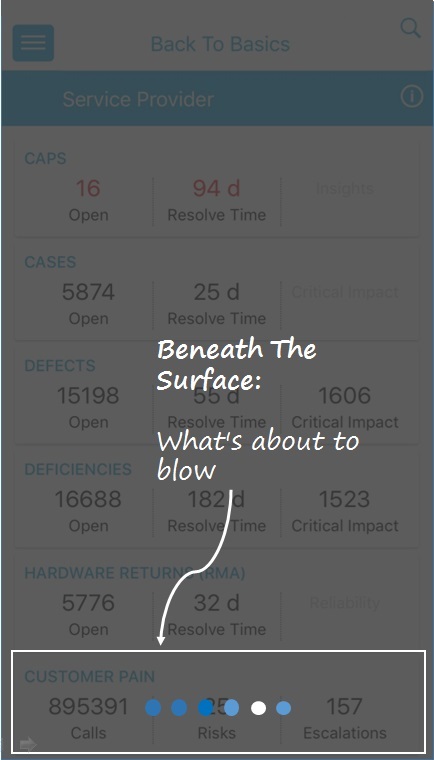 Back To Basics
Service Provider
CAPS
16 94 d Insights
Open Resolve Time
CASES
5874 25 d Critical Impact
Open Resolve Time
Beneath The
Surface:
DEFECTS
15198 55 d 1606
Open Resolve Time Critical Impact
What's about to
blow
DEFICIENCIES
16688 182 d 1523
Open Resolve Time Critical Impact
HARDWARE RETURNS (RMA)
5776 32 d Reliability
Open Resolve Time
CUSTOMER PAIN
895391 157
Calls Risks Escalations